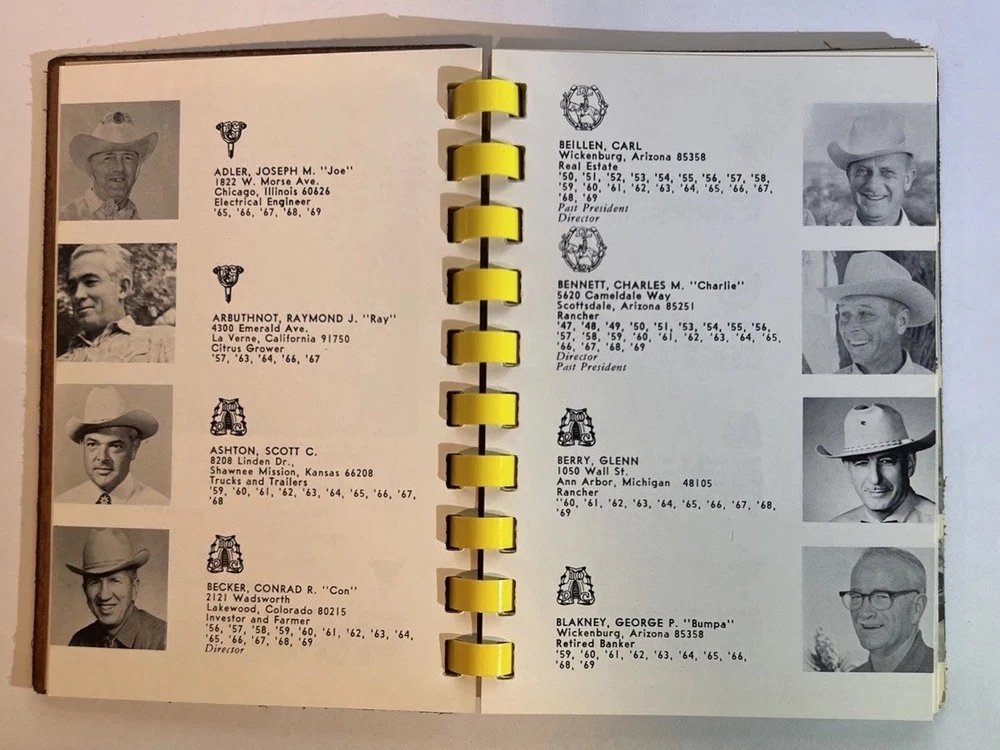 ADLER, JOSEPH M. "Joe"
1822 W. Morse Ave.
Chicago, Illinois 60626
Electrical Engineer
'65, '66, '67, '68, '69
ARBUTHNOT, RAYMOND J. "Ray"
4300 Emerald Ave.
La Verne, California 91750
Citrus Grower
'57, '63, '64, '66, '67
ASHTON, SCOTT C.
8208 Linden Dr.,
Shawnee Mission, Kansas 66208
Trucks and Trailers
'59, '60, '61, '62, '63, '64, '65, '66, '67,
'68
BECKER, CONRAD R. "Con"
2121 Wadsworth
Lakewood, Colorado 80215
Investor and Farmer
'56, '57, '58, '59, '60, '61, '62, '63, '64,
'65, '66, '67, '68, '69
Director
BEILLEN, CARL
Wickenburg, Arizona 85358
Real Estate
'50, '51, '52, '53, '54, '55, '56, '57, '58,
'59, '60, '61, '62, '63, '64, '65, '66, '67,
'68, '69
Past President
Director
BENNETT, CHARLES M. "Charlie"
5620 Cameldale Way
Scottsdale, Arizona 85251
Rancher
'47, '48, '49, '50, '51, '53, '54, '55, '56,
'57, '58, '59, '60, '61, '62, '63, '64, '65,
'66, '67, '68, '69
Director
Past President
BERRY, GLENN
1050 Wall St.
Ann Arbor, Michigan 48105
Rancher
''60, '61, '62, '63, '64, '65, '66, '67, '68,
'69
BLAKNEY, GEORGE P. "Bumpa"
Wickenburg, Arizona 85358
Retired Banker
'59, '60, '61, '62, '63, '64, '65, '66,
'68, '69